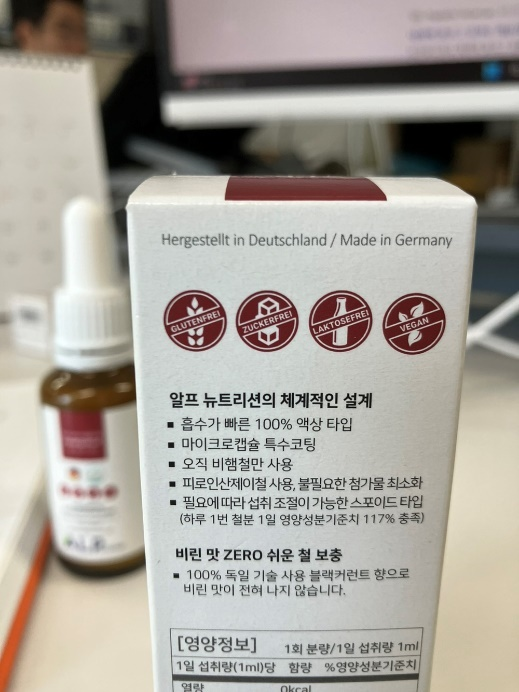 Hergestellt in Deutschland / Made in Germany
GLUTENFREI
ZUCKERFREI
LAKTOSEFREI
VEGAN
알프 뉴트리션의 체계적인 설계
▪ 흡수가 빠른 100% 액상 타입
▪ 마이크로캡슐 특수코팅
▪ 오직 비햄철만 사용
▪ 피로인산제이철 사용, 불필요한 첨가물 최소화
▪ 필요에 따라 섭취 조절이 가능한 스포이드 타입
(하루 1번 철분 1일 영양성분기준치 117% 충족)
비린 맛 ZERO 쉬운 철 보충
▪ 100% 독일 기술 사용 블랙커런트 향으로
비린 맛이 전혀 나지 않습니다.
[영양정보] 1회 분량/1일 섭취량 1ml
1일 섭취량(1ml)당 함량 %영양성분기준치
열량 0kcal